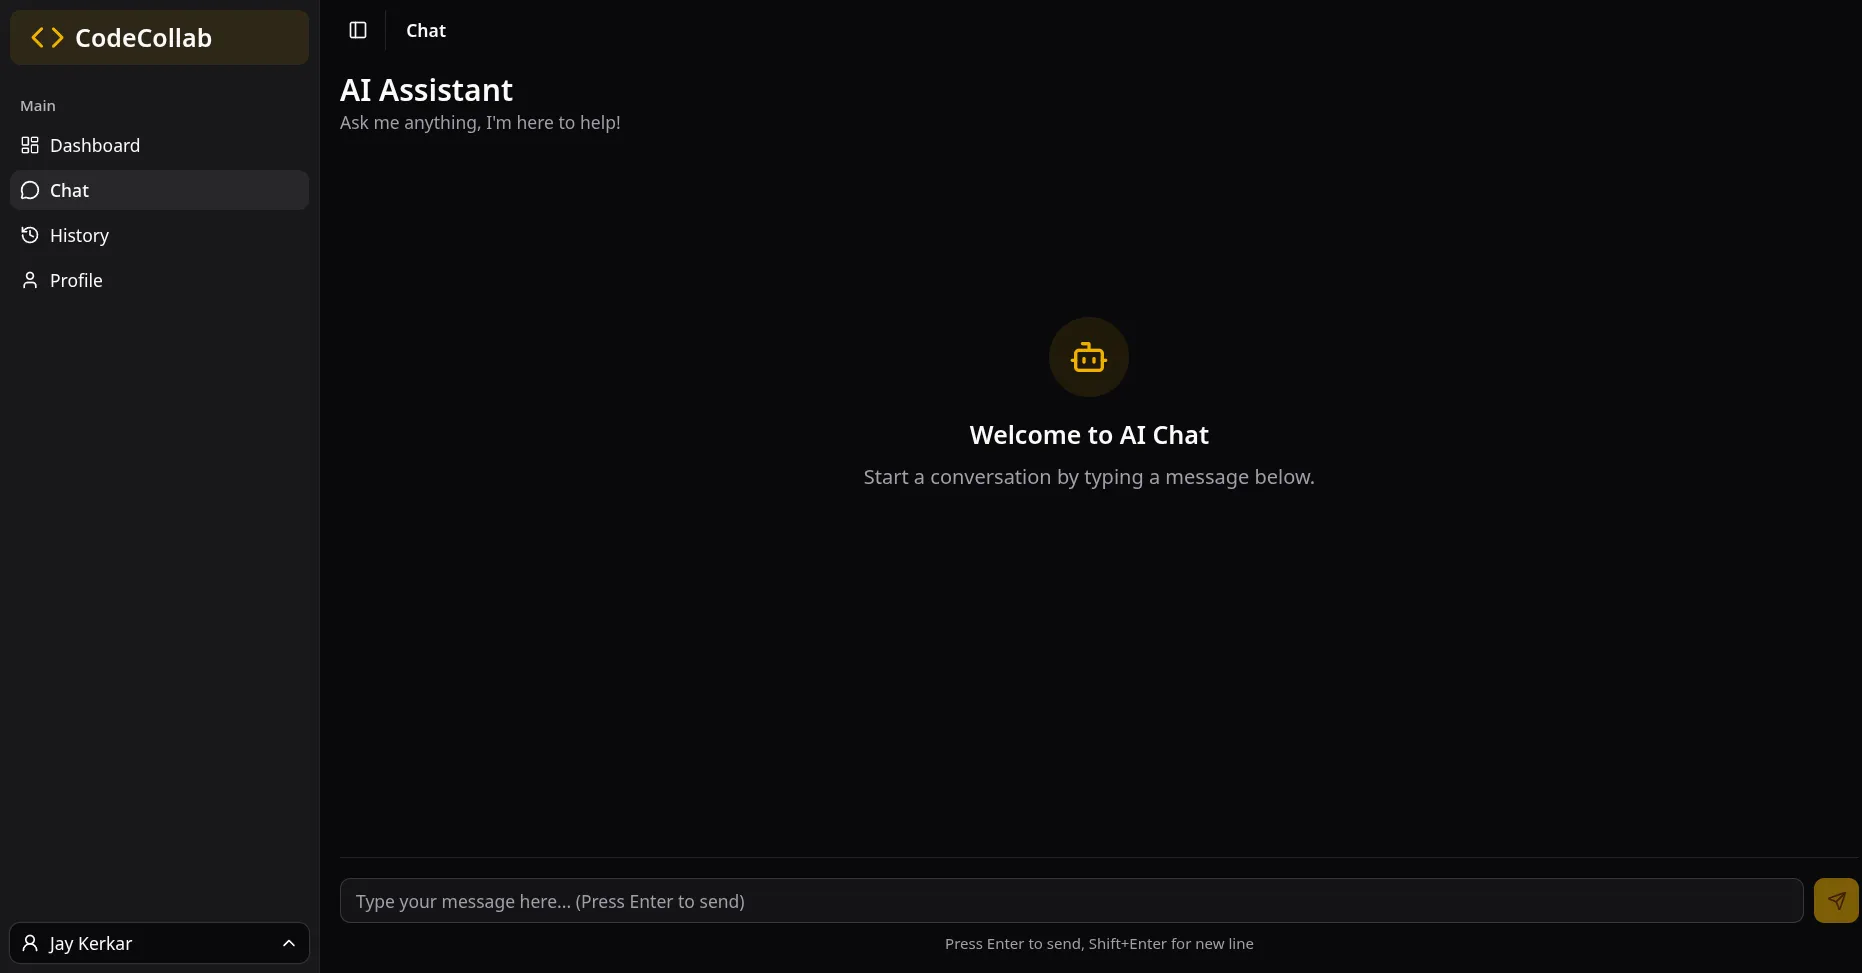 CodeCollab
Main
Dashboard
Chat
History
Profile
Jay Kerkar
Chat
AI Assistant
Ask me anything, I'm here to help!
Welcome to AI Chat
Start a conversation by typing a message below.
Type your message here... (Press Enter to send)
Press Enter to send, Shift+Enter for new line